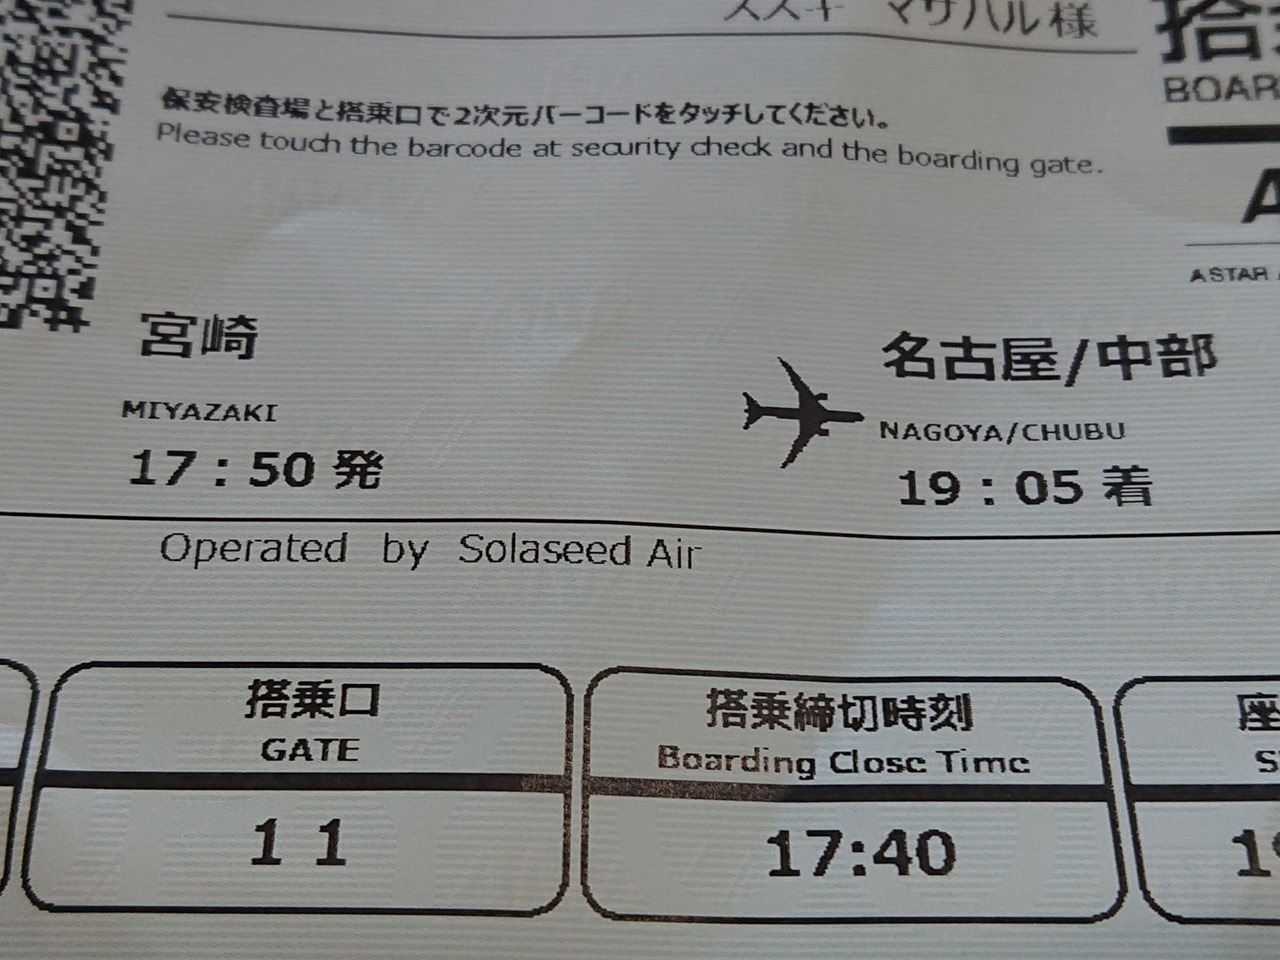 スズキ マサハル 様
搭
BOAR
保安検査場と搭乗口で2次元バーコードをタッチしてください。
Please touch the barcode at security check and the boarding gate.
A
ASTAR A
宮崎
名古屋/中部
MIYAZAKI
NAGOYA/CHUBU
17:50 発
19:05 着
Operated by Solaseed Air
搭乗口
搭乗締切時刻
座
GATE
Boarding Close Time
S
11
17:40